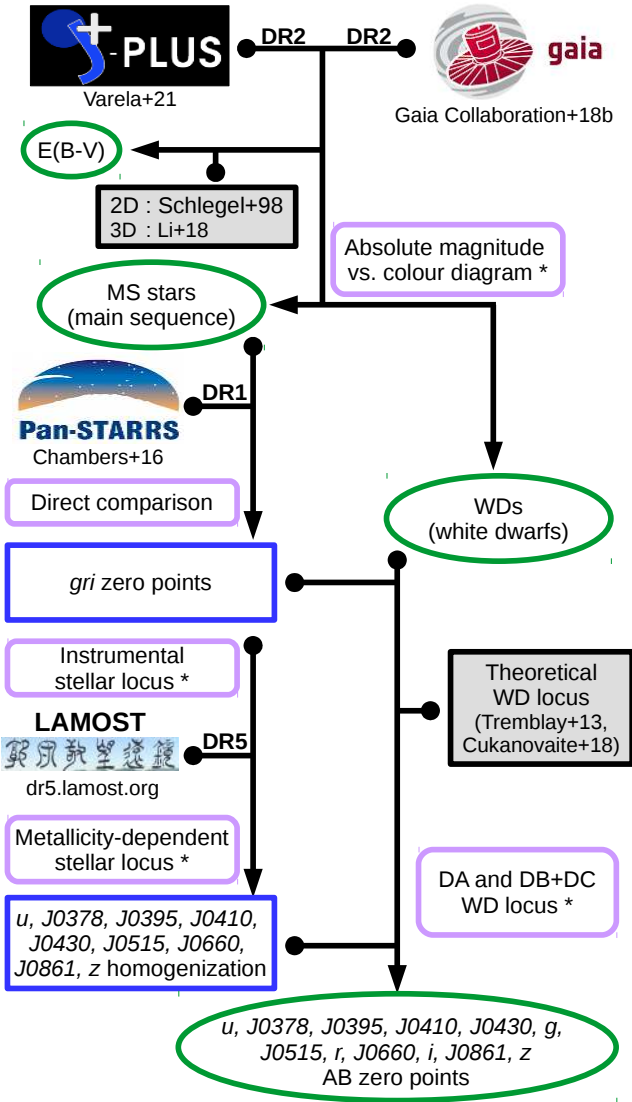 J-PLUS
DR2
DR2
gaia
Varela+21
Gaia Collaboration+18b
E(B-V)
2D : Schlegel+98
3D : Li+18
Absolute magnitude
vs. colour diagram *
MS stars
(main sequence)
DR1
Pan-STARRS
Chambers+16
Direct comparison
WDs
(white dwarfs)
gri zero points
Instrumental
stellar locus *
Theoretical
WD locus
(Tremblay+13,
Cukanovaite+18)
LAMOST
DR5
dr5.lamost.org
Metallicity-dependent
stellar locus *
DA and DB+DC
WD locus *
u, J0378, J0395, J0410,
J0430, J0515, J0660,
J0861, z homogenization
u, J0378, J0395, J0410, J0430, g,
J0515, r, J0660, i, J0861, z
AB zero points